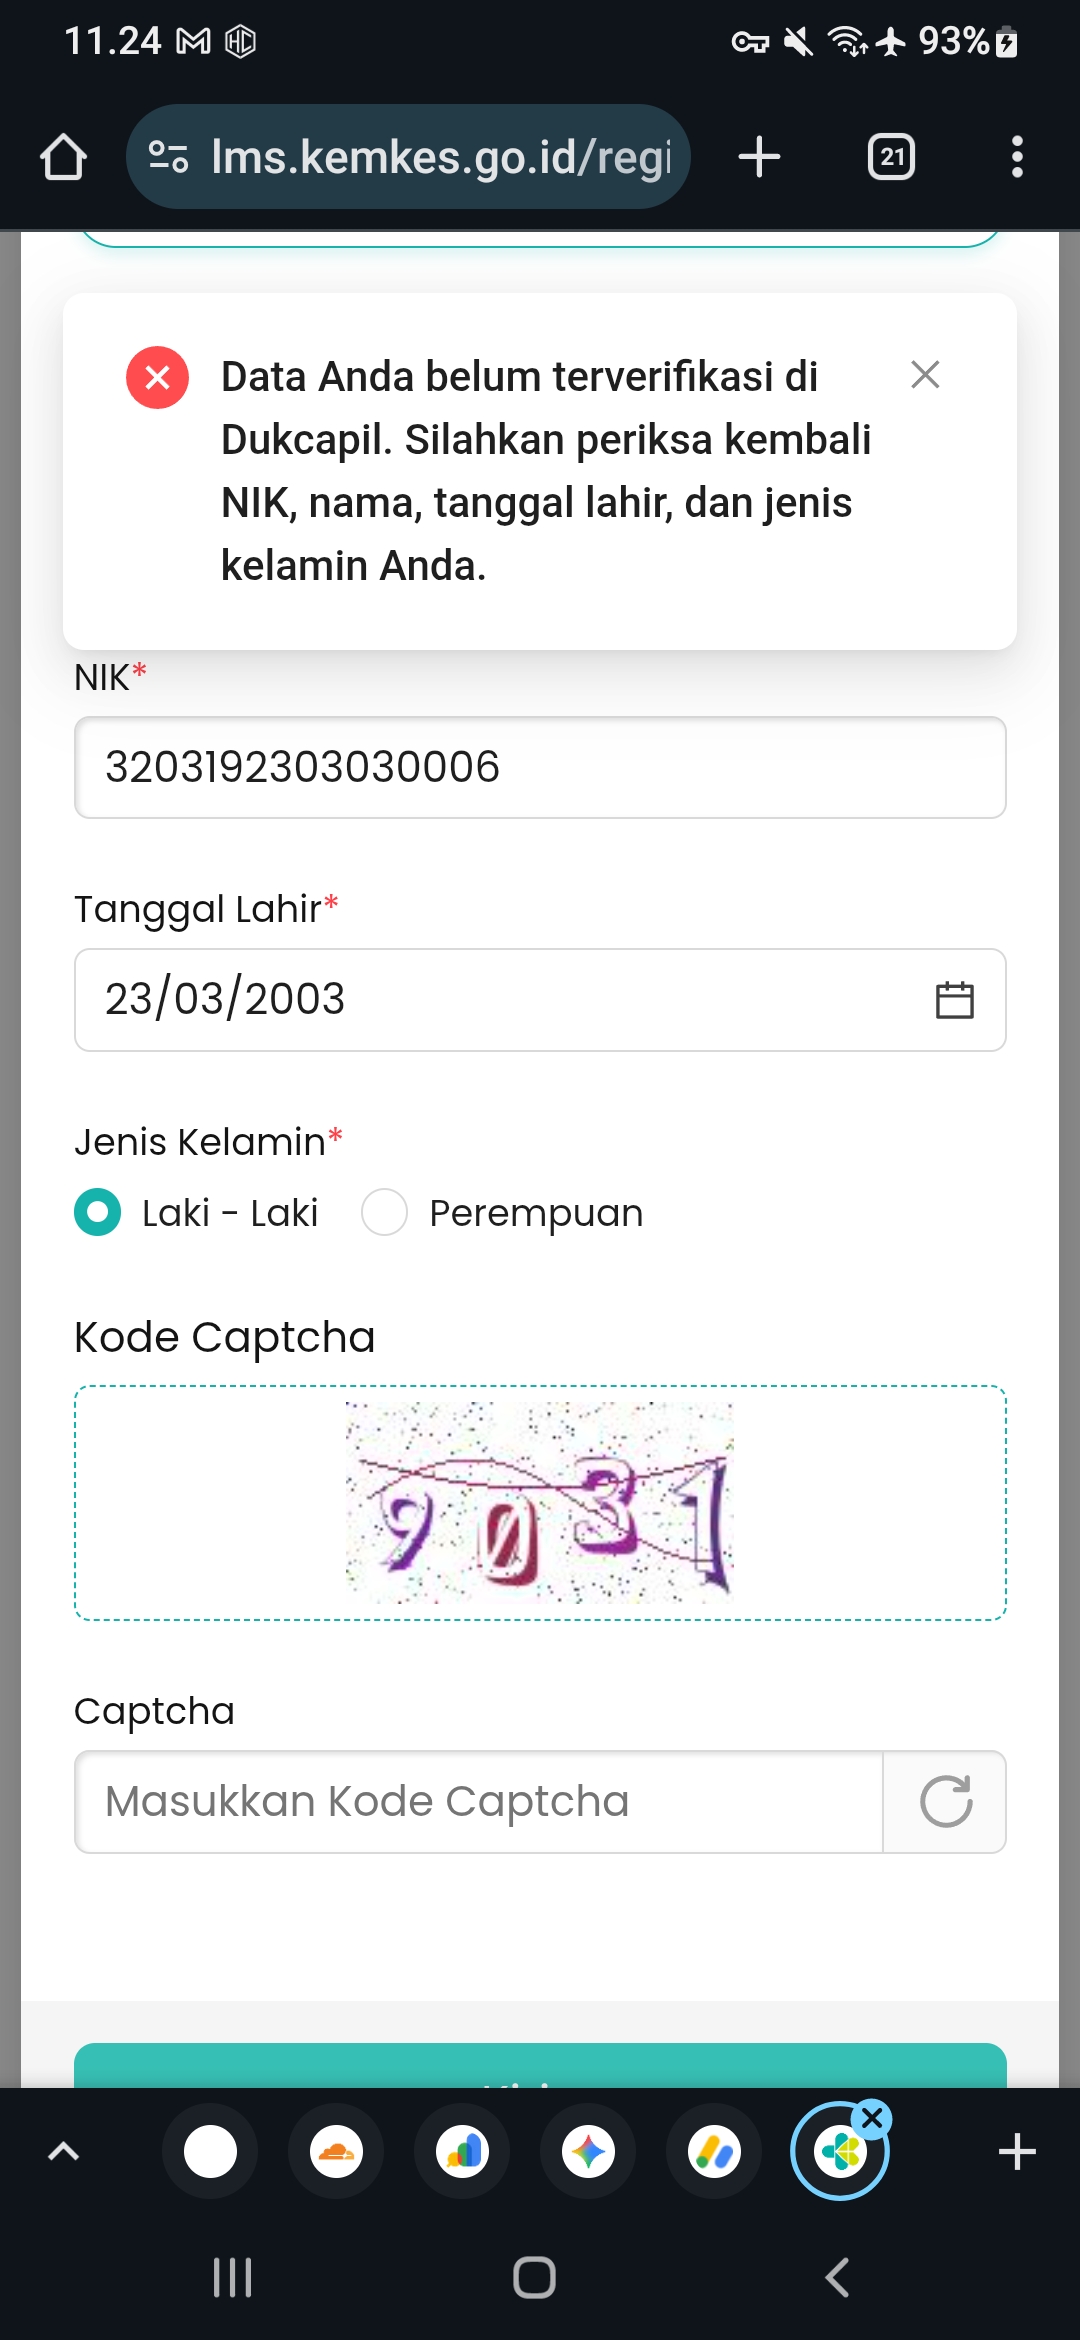 11.24
93%
lms.kemkes.go.id/regi
21
Data Anda belum terverifikasi di
Dukcapil. Silahkan periksa kembali
NIK, nama, tanggal lahir, dan jenis
kelamin Anda.
NIK*
3203192303030006
Tanggal Lahir*
23/03/2003
Jenis Kelamin*
Laki - Laki
Perempuan
Kode Captcha
9031
Captcha
Masukkan Kode Captcha